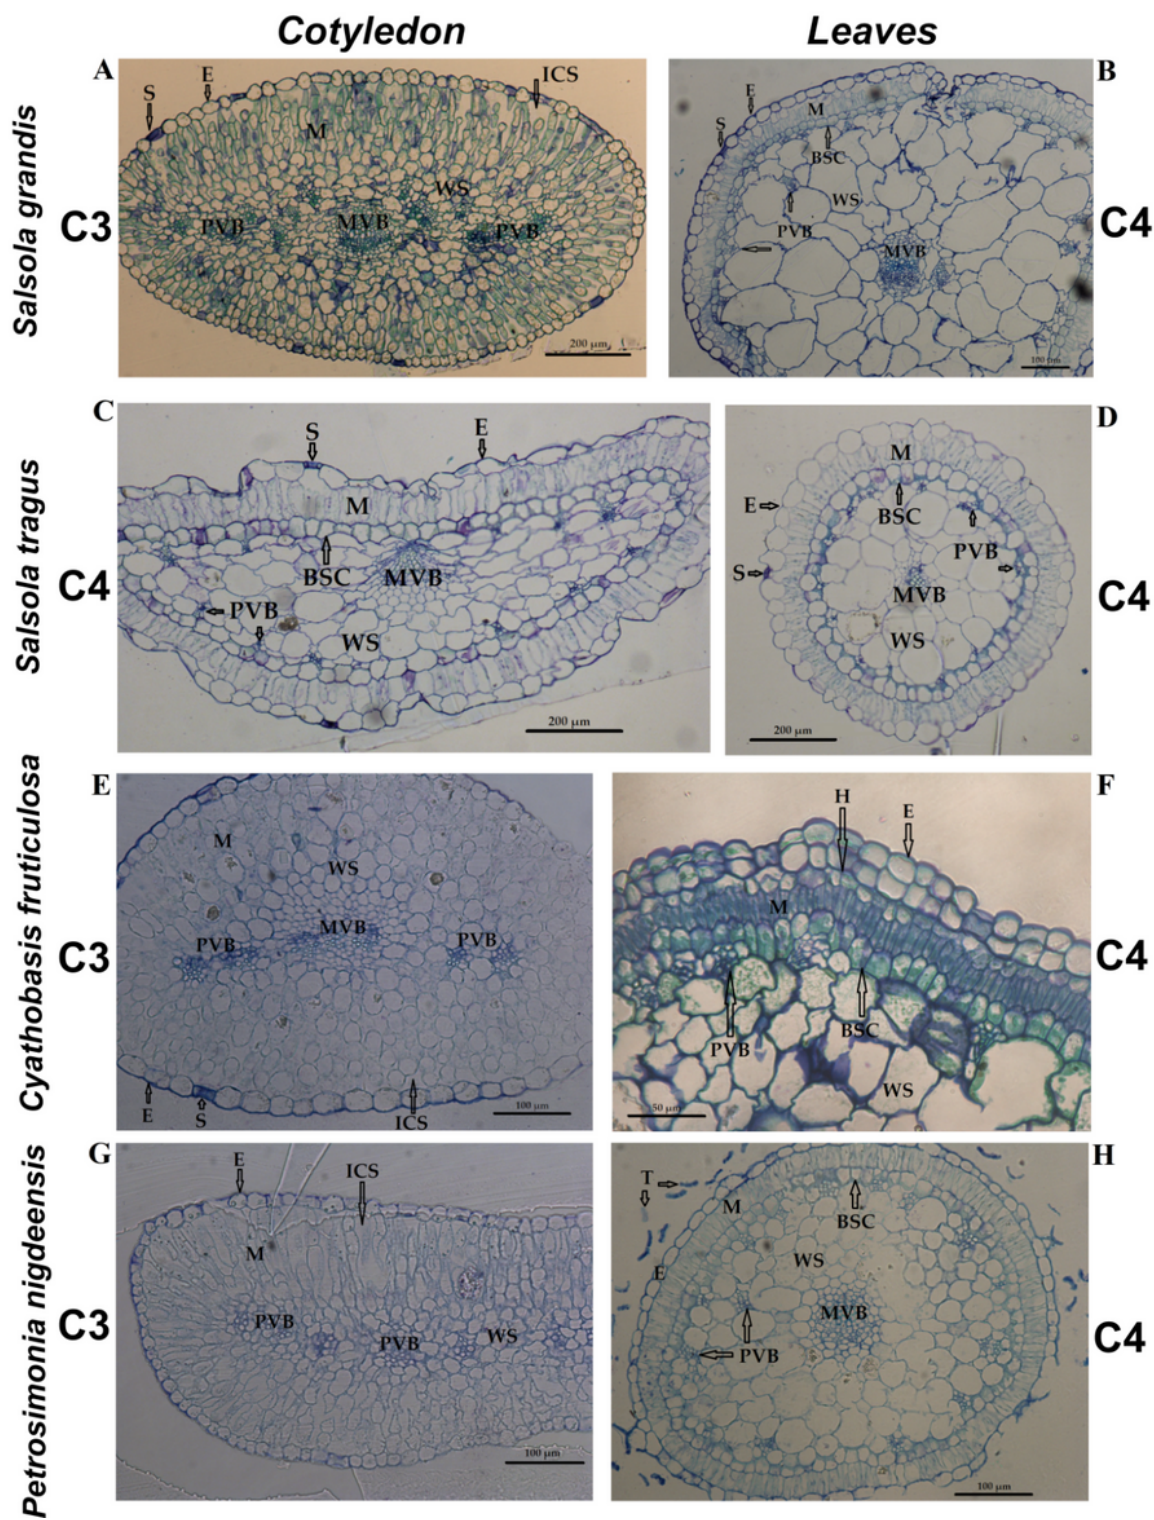 Cotyledon
Leaves
Salsola grandis
C3
A
S
E
ICS
M
WS
PVB
MVB
PVB
200 µm
B
E
M
S
BSC
WS
PVB
MVB
100 µm
C4
Salsola tragus
C4
C
S
E
M
BSC
MVB
PVB
WS
200 µm
D
M
E
BSC
PVB
S
MVB
WS
200 µm
C4
Cyathobasis fruticulosa
C3
E
M
WS
MVB
PVB
PVB
E
S
ICS
100 µm
F
H
E
M
PVB
BSC
WS
50 µm
C4
Petrosimonia nigdeensis
C3
G
E
ICS
M
PVB
PVB
WS
100 µm
H
T
M
BSC
WS
E
MVB
PVB
100 µm
C4